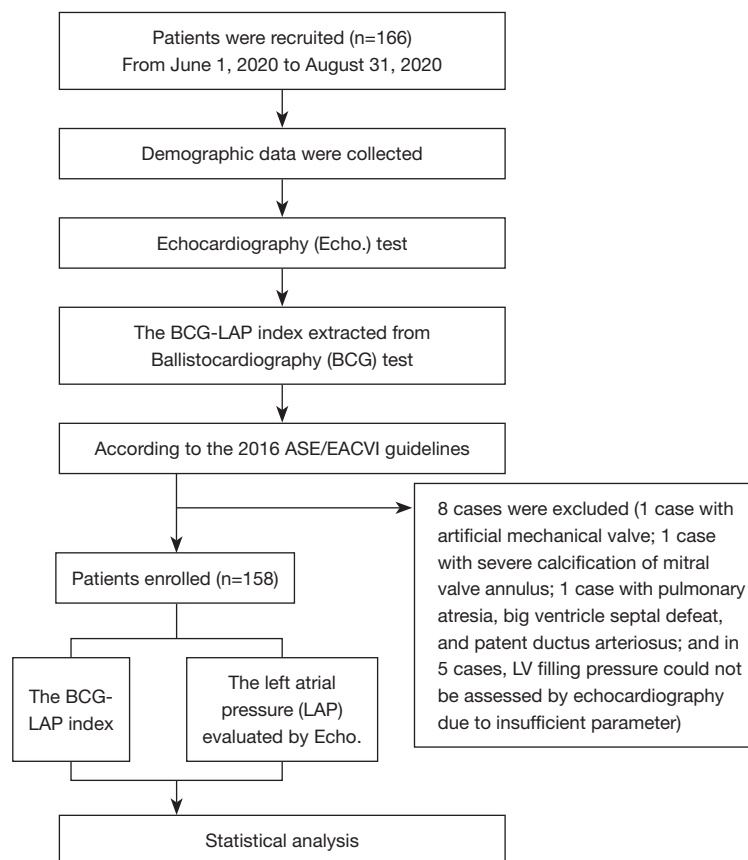 Patients were recruited (n=166)
From June 1, 2020 to August 31, 2020
Demographic data were collected
Echocardiography (Echo.) test
The BCG-LAP index extracted from
Ballistocardiography (BCG) test
According to the 2016 ASE/EACVI guidelines
8 cases were excluded (1 case with
artificial mechanical valve; 1 case
with severe calcification of mitral
valve annulus; 1 case with pulmonary
atresia, big ventricle septal defeat,
and patent ductus arteriosus; and in
5 cases, LV filling pressure could not
be assessed by echocardiography
due to insufficient parameter)
Patients enrolled (n=158)
The BCG-
LAP index
The left atrial
pressure (LAP)
evaluated by Echo.
Statistical analysis